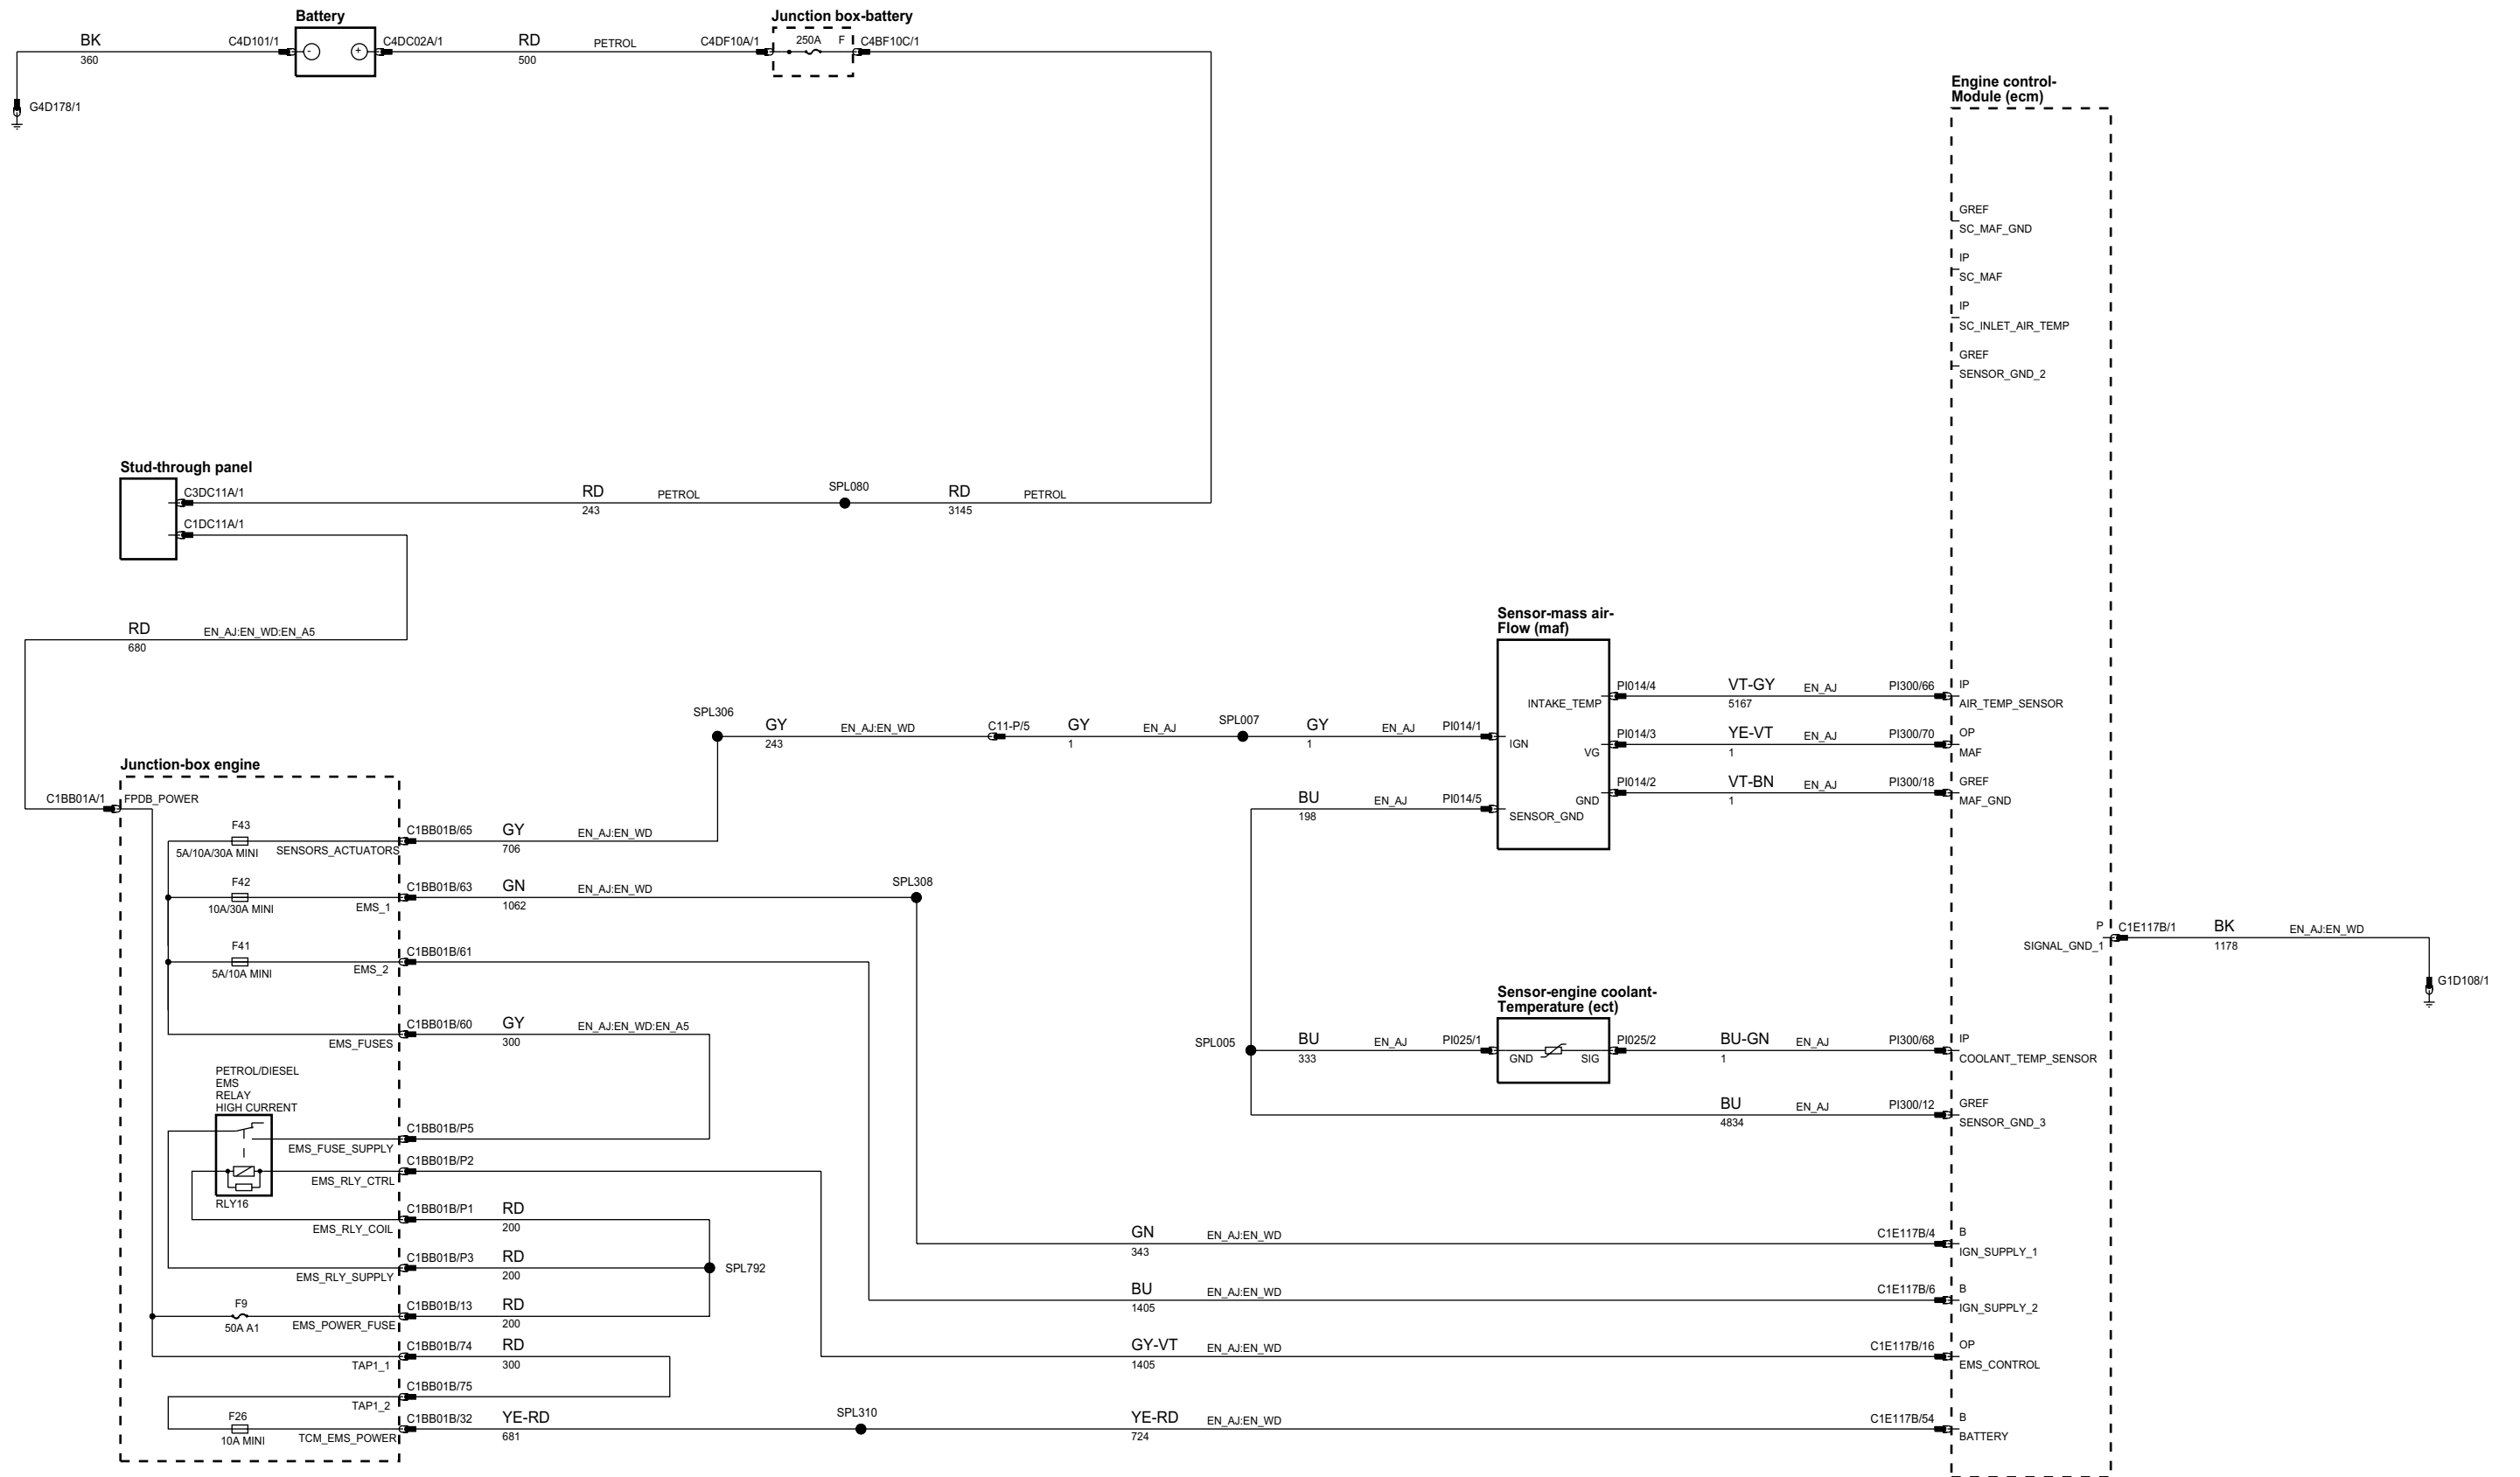 Battery
Junction box-battery
BK
360
C4D101/1
-
+
C4DC02A/1
RD
500
PETROL
C4DF10A/1
250A
F
C4BF10C/1
G4D178/1
Engine control-
Module (ecm)
GREF
SC_MAF_GND
IP
SC_MAF
IP
SC_INLET_AIR_TEMP
GREF
SENSOR_GND_2
Stud-through panel
C3DC11A/1
RD
243
PETROL
SPL080
RD
3145
PETROL
C1DC11A/1
RD
680
EN_AJ:EN_WD:EN_A5
Sensor-mass air-
Flow (maf)
INTAKE_TEMP
IGN
VG
GND
SENSOR_GND
PI014/4
VT-GY
5167
EN_AJ
PI300/66
IP
AIR_TEMP_SENSOR
PI014/3
YE-VT
1
EN_AJ
PI300/70
OP
MAF
PI014/2
VT-BN
1
EN_AJ
PI300/18
GREF
MAF_GND
SPL306
GY
243
EN_AJ:EN_WD
C11-P/5
GY
1
EN_AJ
SPL007
GY
1
EN_AJ
PI014/1
BU
198
EN_AJ
PI014/5
Junction-box engine
C1BB01A/1
FPDB_POWER
F43
5A/10A/30A MINI
SENSORS_ACTUATORS
C1BB01B/65
GY
706
EN_AJ:EN_WD
F42
10A/30A MINI
EMS_1
C1BB01B/63
GN
1062
EN_AJ:EN_WD
SPL308
F41
5A/10A MINI
EMS_2
C1BB01B/61
P
SIGNAL_GND_1
C1E117B/1
BK
1178
EN_AJ:EN_WD
G1D108/1
EMS_FUSES
C1BB01B/60
GY
300
EN_AJ:EN_WD:EN_A5
Sensor-engine coolant-
Temperature (ect)
SPL005
BU
333
EN_AJ
PI025/1
GND
SIG
PI025/2
BU-GN
1
EN_AJ
PI300/68
IP
COOLANT_TEMP_SENSOR
BU
4834
EN_AJ
PI300/12
GREF
SENSOR_GND_3
PETROL/DIESEL
EMS
RELAY
HIGH CURRENT
RLY16
C1BB01B/P5
EMS_FUSE_SUPPLY
C1BB01B/P2
EMS_RLY_CTRL
C1BB01B/P1
RD
200
EMS_RLY_COIL
C1BB01B/P3
RD
200
EMS_RLY_SUPPLY
SPL792
F9
50A A1
EMS_POWER_FUSE
C1BB01B/13
RD
200
C1BB01B/74
RD
300
TAP1_1
C1BB01B/75
TAP1_2
F26
10A MINI
TCM_EMS_POWER
C1BB01B/32
YE-RD
681
SPL310
GN
343
EN_AJ:EN_WD
C1E117B/4
B
IGN_SUPPLY_1
BU
1405
EN_AJ:EN_WD
C1E117B/6
B
IGN_SUPPLY_2
GY-VT
1405
EN_AJ:EN_WD
C1E117B/16
OP
EMS_CONTROL
YE-RD
724
EN_AJ:EN_WD
C1E117B/54
B
BATTERY